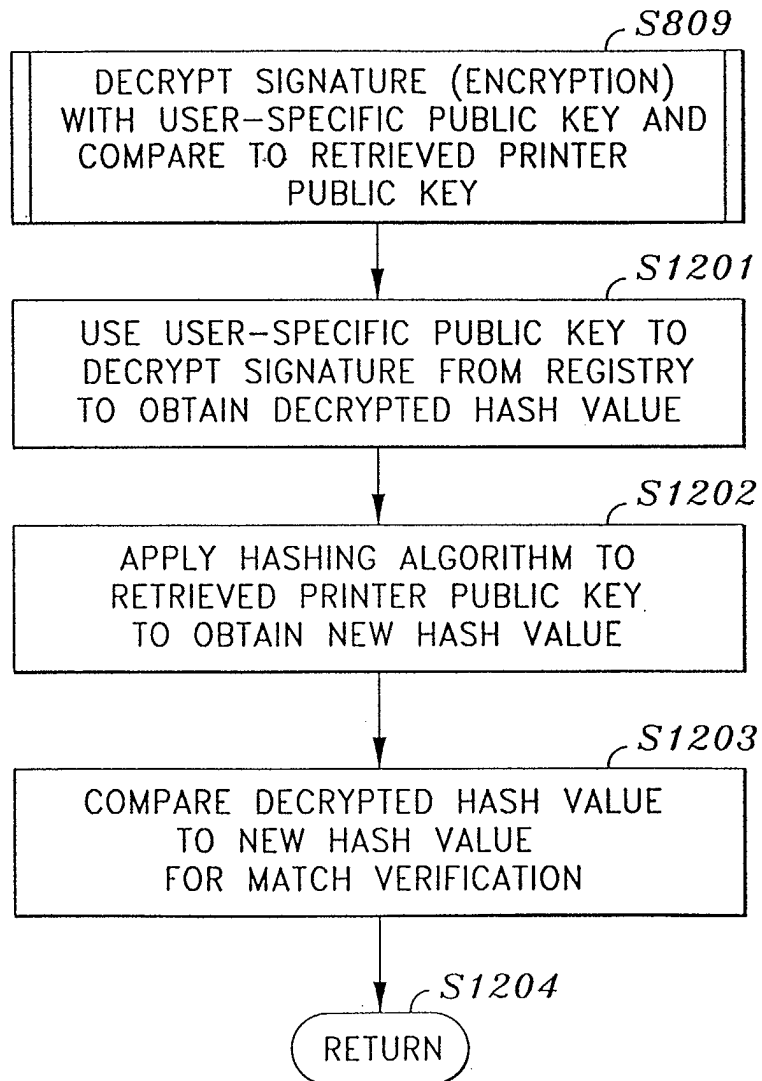 S809
DECRYPT SIGNATURE (ENCRYPTION)
WITH USER-SPECIFIC PUBLIC KEY AND
COMPARE TO RETRIEVED PRINTER
PUBLIC KEY
S1201
USE USER-SPECIFIC PUBLIC KEY TO
DECRYPT SIGNATURE FROM REGISTRY
TO OBTAIN DECRYPTED HASH VALUE
S1202
APPLY HASHING ALGORITHM TO
RETRIEVED PRINTER PUBLIC KEY
TO OBTAIN NEW HASH VALUE
S1203
COMPARE DECRYPTED HASH VALUE
TO NEW HASH VALUE
FOR MATCH VERIFICATION
S1204
RETURN